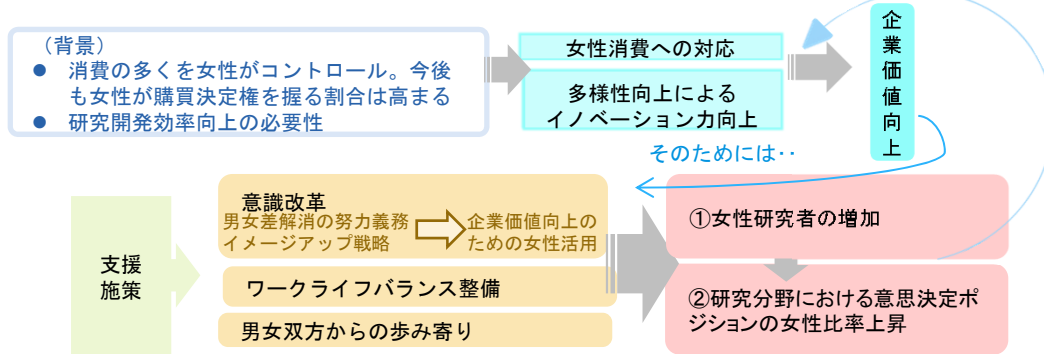 （背景）
● 消費の多くを女性がコントロール。今後
も女性が購買決定権を握る割合は高まる
● 研究開発効率向上の必要性
女性消費への対応
多様性向上による
イノベーション力向上
企業価値向上
そのためには‥
支援
施策
意識改革
男女差解消の努力義務
イメージアップ戦略
企業価値向上の
ための女性活用
ワークライフバランス整備
男女双方からの歩み寄り
①女性研究者の増加
②研究分野における意思決定ポ
ジションの女性比率上昇